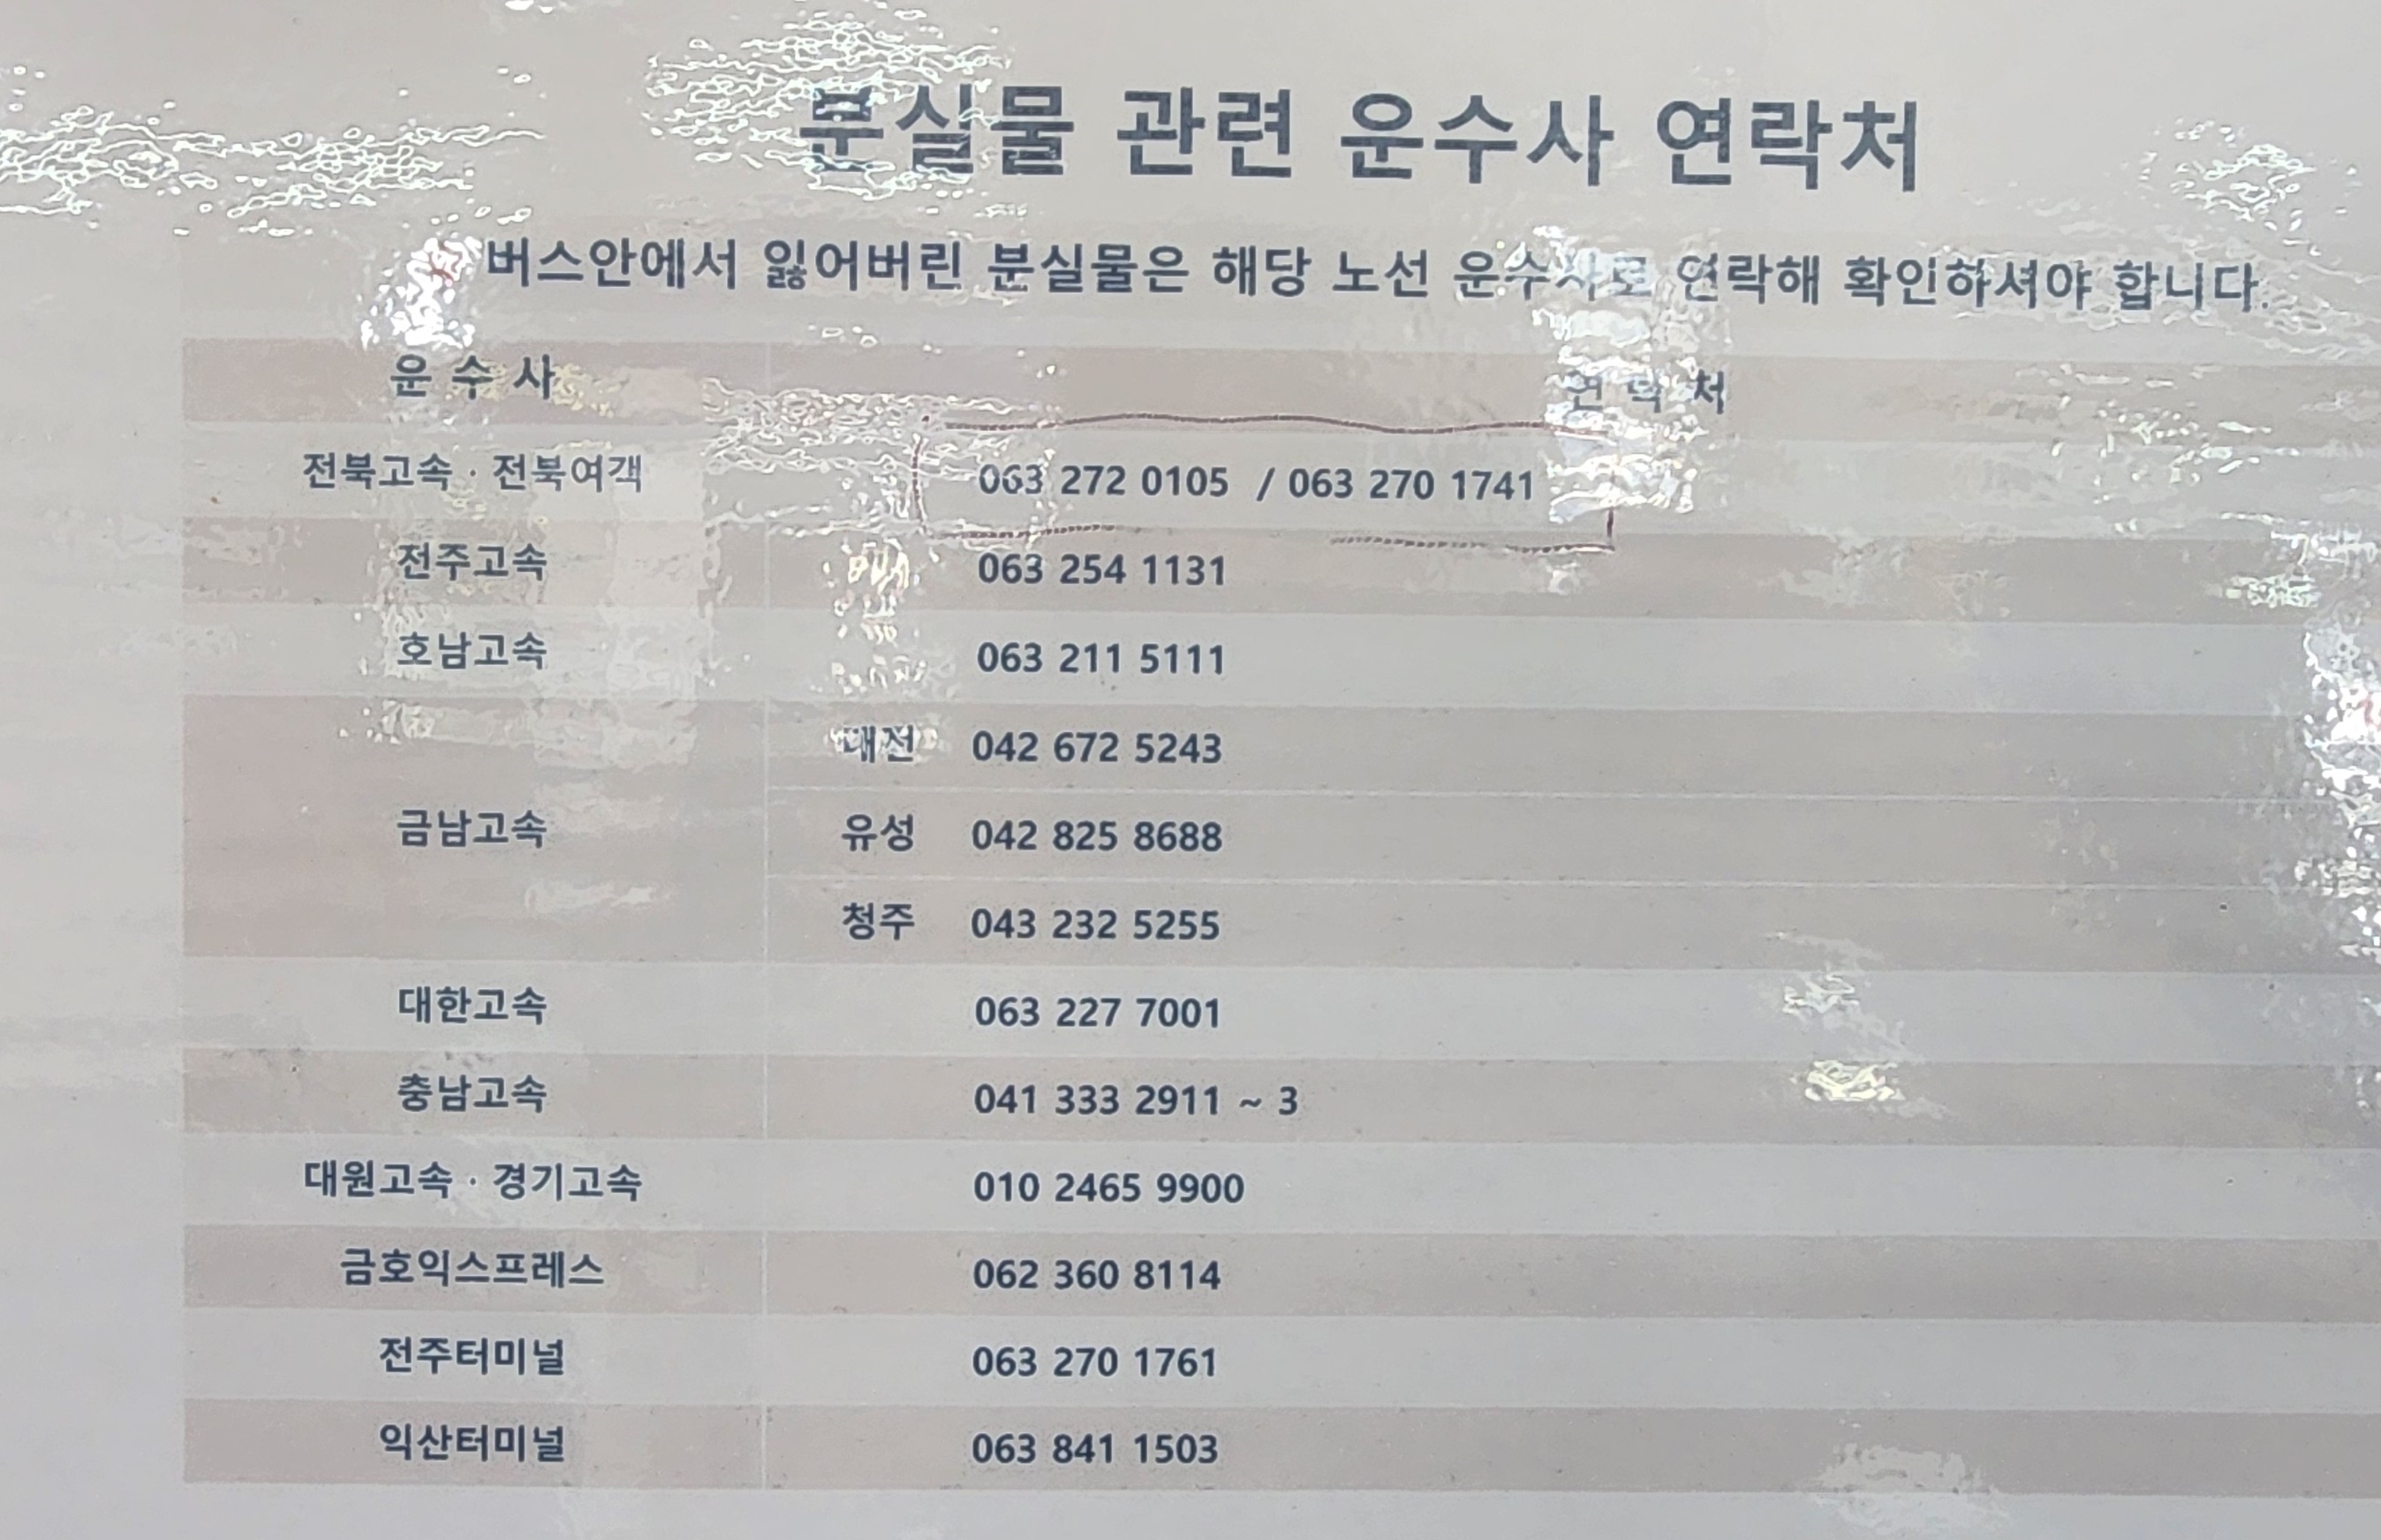 분실물 관련 운수사 연락처
버스안에서 잃어버린 분실물은 해당 노선 운수사로 연락해 확인하셔야 합니다.
운 수 사 연 락 처
전북고속 · 전북여객 063 272 0105 / 063 270 1741
전주고속 063 254 1131
호남고속 063 211 5111
대전 042 672 5243
금남고속 유성 042 825 8688
청주 043 232 5255
대한고속 063 227 7001
충남고속 041 333 2911 ~ 3
대원고속 · 경기고속 010 2465 9900
금호익스프레스 062 360 8114
전주터미널 063 270 1761
익산터미널 063 841 1503